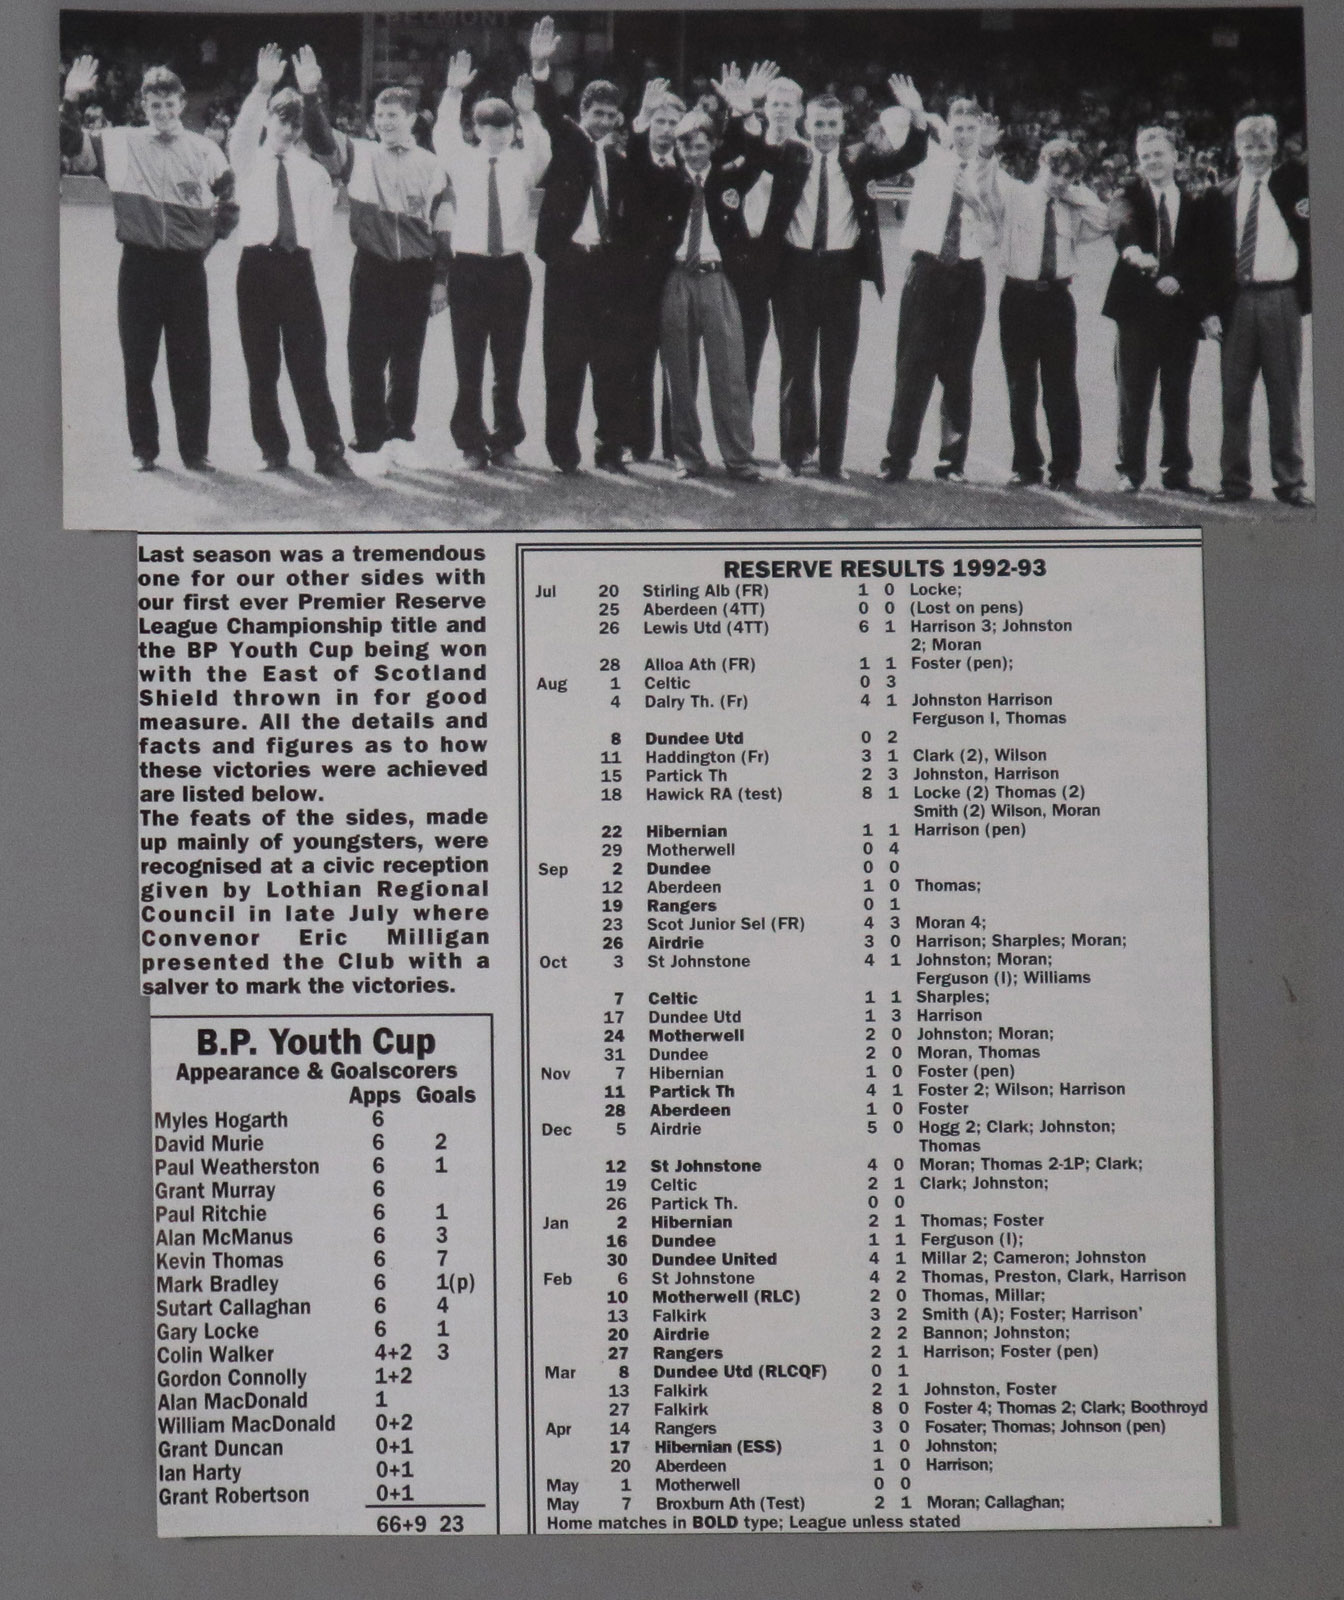 BELMONT
Last season was a tremendous
one for our other sides with
our first ever Premier Reserve
League Championship title and
the BP Youth Cup being won
with the East of Scotland
Shield thrown in for good
measure. All the details and
facts and figures as to how
these victories were achieved
are listed below.
The feats of the sides, made
up mainly of youngsters, were
recognised at a civic reception
given by Lothian Regional
Council in late July where
Convenor Eric Milligan
presented the Club with a
salver to mark the victories.
B.P. Youth Cup
Appearance & Goalscorers
Apps Goals
Myles Hogarth 6
David Murie 6 2
Paul Weatherston 6 1
Grant Murray 6
Paul Ritchie 6 1
Alan McManus 6 3
Kevin Thomas 6 7
Mark Bradley 6 1(p)
Sutart Callaghan 6 4
Gary Locke 6 1
Colin Walker 4+2 3
Gordon Connolly 1+2
Alan MacDonald 1
William MacDonald 0+2
Grant Duncan 0+1
Ian Harty 0+1
Grant Robertson 0+1
66+9 23
RESERVE RESULTS 1992-93
Jul 20 Stirling Alb (FR) 1 0 Locke;
25 Aberdeen (4TT) 0 0 (Lost on pens)
26 Lewis Utd (4TT) 6 1 Harrison 3; Johnston
2; Moran
28 Alloa Ath (FR) 1 1 Foster (pen);
Aug 1 Celtic 0 3
4 Dalry Th. (Fr) 4 1 Johnston Harrison
Ferguson I, Thomas
8 Dundee Utd 0 2
11 Haddington (Fr) 3 1 Clark (2), Wilson
15 Partick Th 2 3 Johnston, Harrison
18 Hawick RA (test) 8 1 Locke (2) Thomas (2)
Smith (2) Wilson, Moran
22 Hibernian 1 1 Harrison (pen)
29 Motherwell 0 4
Sep 2 Dundee 0 0
12 Aberdeen 1 0 Thomas;
19 Rangers 0 1
23 Scot Junior Sel (FR) 4 3 Moran 4;
26 Airdrie 3 0 Harrison; Sharples; Moran;
Oct 3 St Johnstone 4 1 Johnston; Moran;
Ferguson (I); Williams
7 Celtic 1 1 Sharples;
17 Dundee Utd 1 3 Harrison
24 Motherwell 2 0 Johnston; Moran;
31 Dundee 2 0 Moran, Thomas
Nov 7 Hibernian 1 0 Foster (pen)
11 Partick Th 4 1 Foster 2; Wilson; Harrison
28 Aberdeen 1 0 Foster
Dec 5 Airdrie 5 0 Hogg 2; Clark; Johnston;
Thomas
12 St Johnstone 4 0 Moran; Thomas 2-1P; Clark;
19 Celtic 2 1 Clark; Johnston;
26 Partick Th. 0 0
Jan 2 Hibernian 2 1 Thomas; Foster
16 Dundee 1 1 Ferguson (I);
30 Dundee United 4 1 Millar 2; Cameron; Johnston
Feb 6 St Johnstone 4 2 Thomas, Preston, Clark, Harrison
10 Motherwell (RLC) 2 0 Thomas, Millar;
13 Falkirk 3 2 Smith (A); Foster; Harrison'
20 Airdrie 2 2 Bannon; Johnston;
27 Rangers 2 1 Harrison; Foster (pen)
Mar 8 Dundee Utd (RLCQF) 0 1
13 Falkirk 2 1 Johnston, Foster
27 Falkirk 8 0 Foster 4; Thomas 2; Clark; Boothroyd
Apr 14 Rangers 3 0 Fosater; Thomas; Johnson (pen)
17 Hibernian (ESS) 1 0 Johnston;
20 Aberdeen 1 0 Harrison;
May 1 Motherwell 0 0
May 7 Broxburn Ath (Test) 2 1 Moran; Callaghan;
Home matches in BOLD type; League unless stated